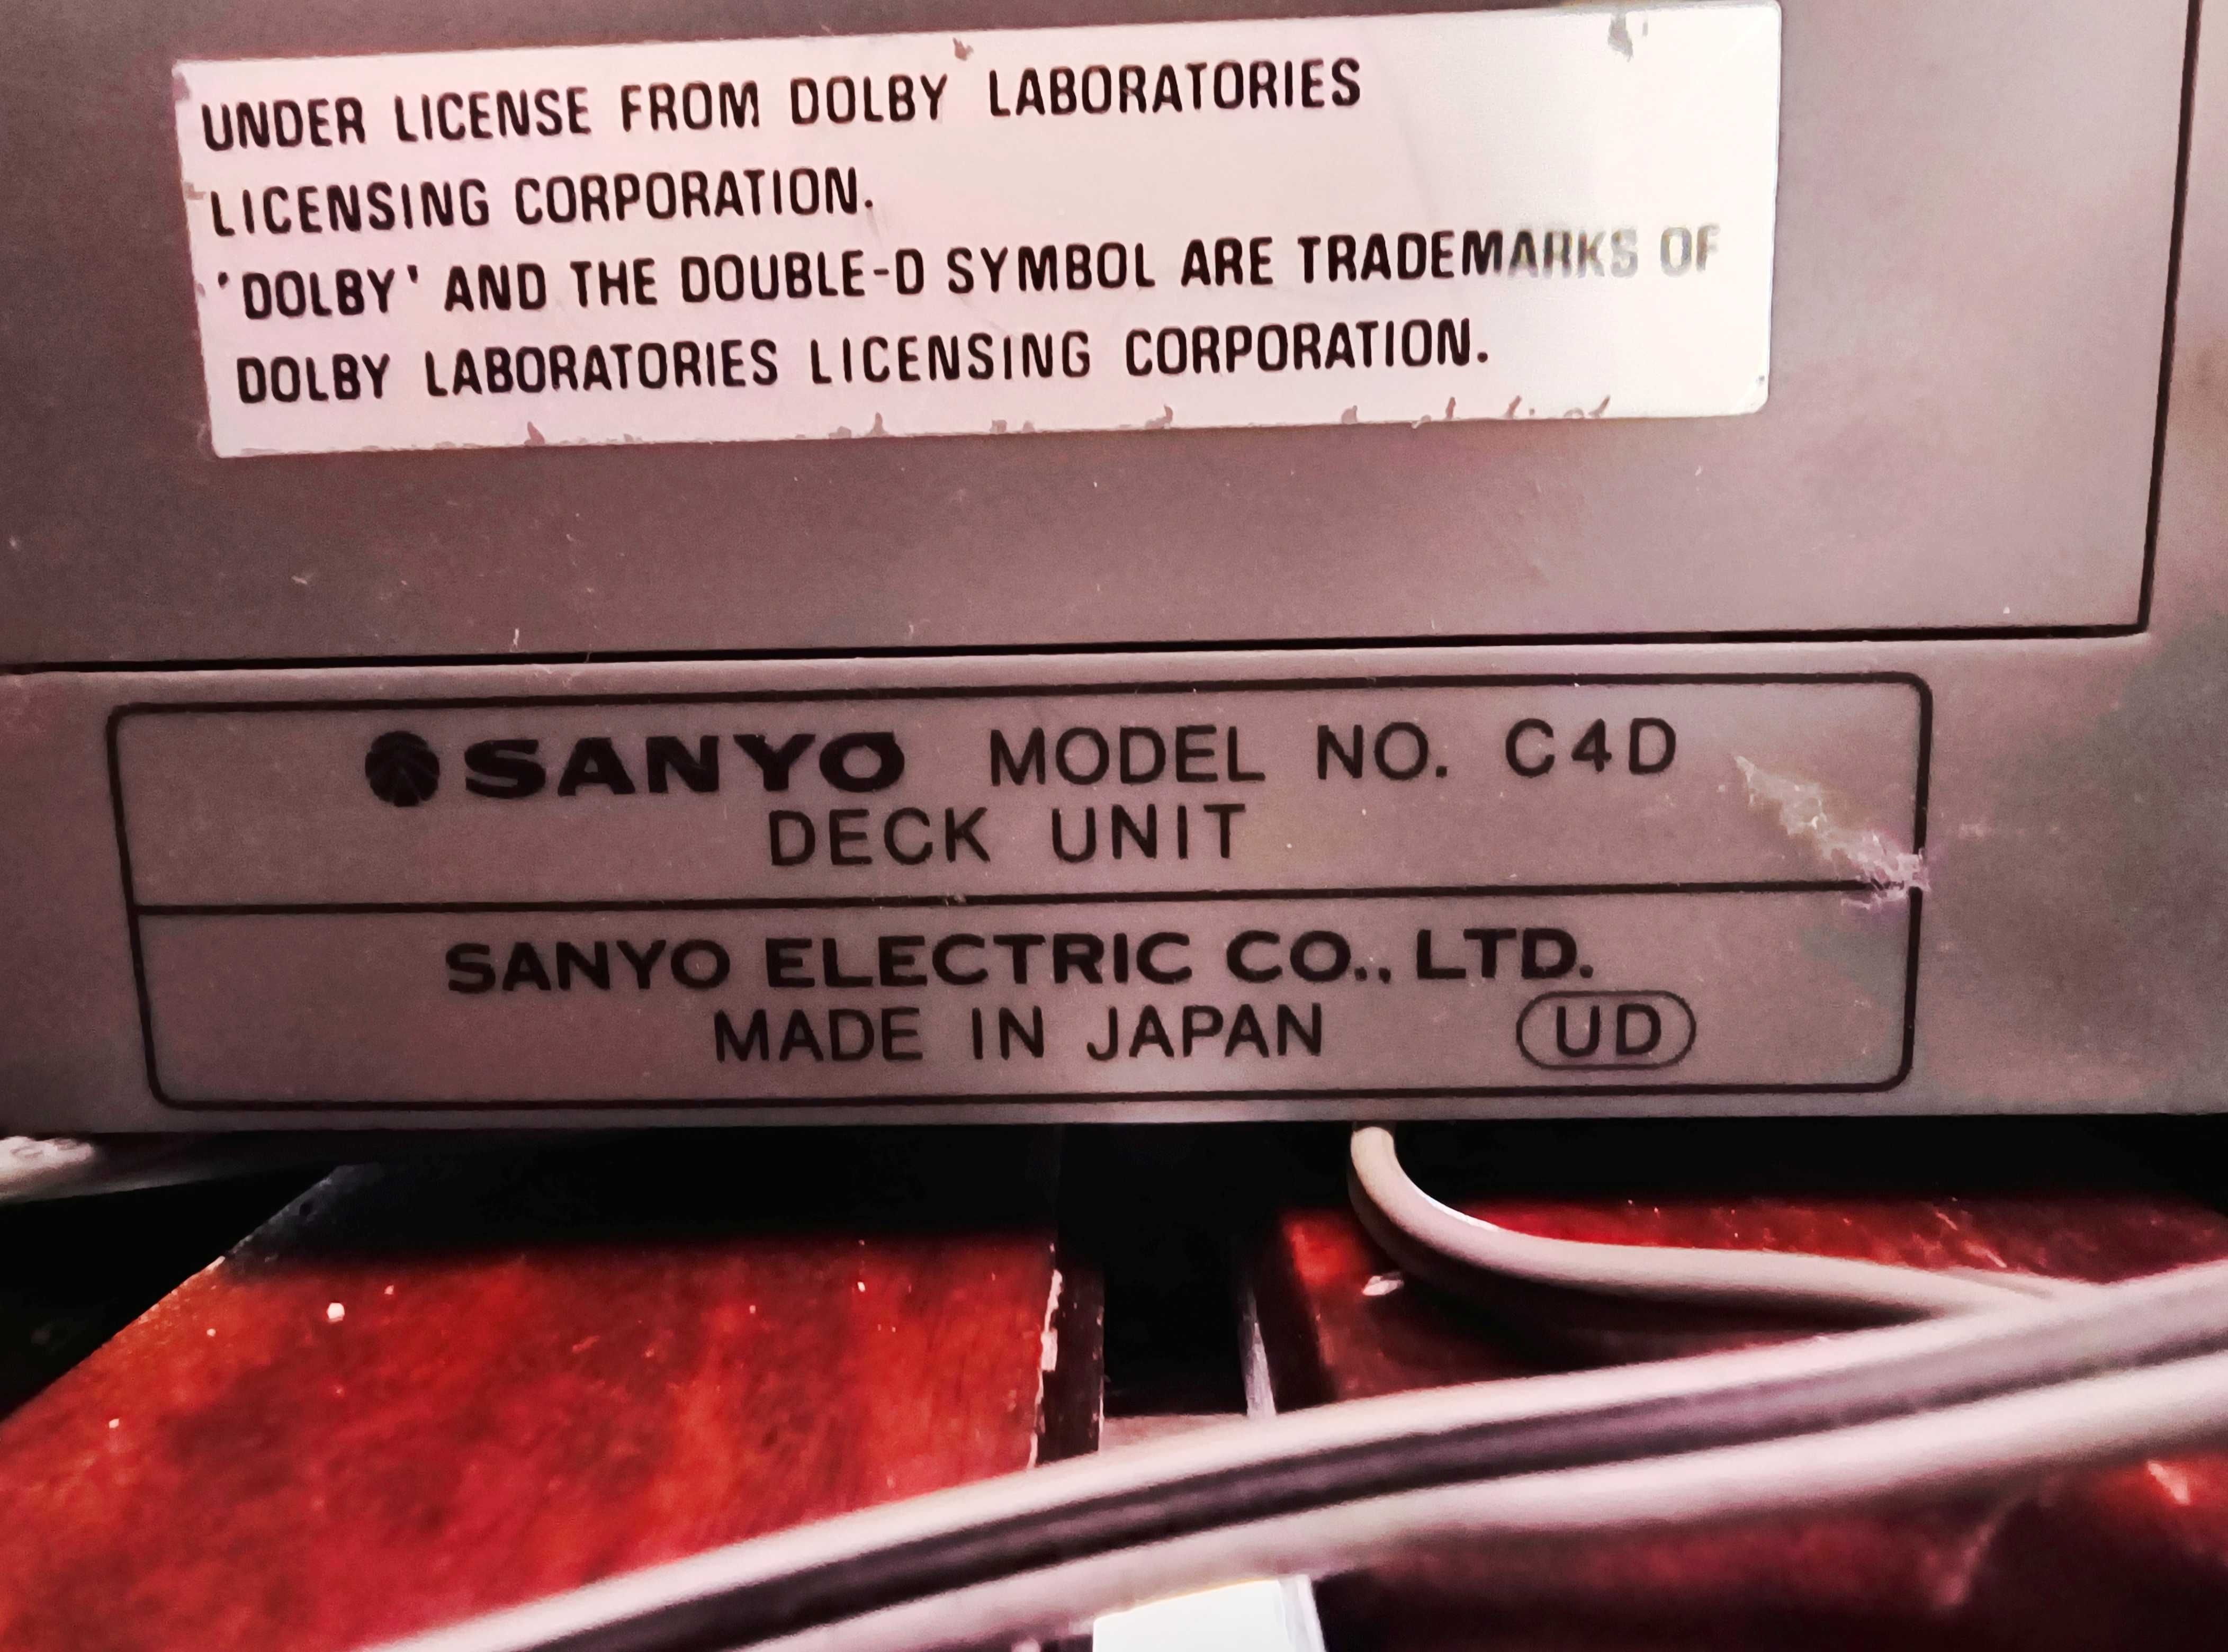 UNDER LICENSE FROM DOLBY LABORATORIES
LICENSING CORPORATION.
'DOLBY' AND THE DOUBLE-D SYMBOL ARE TRADEMARKS OF
DOLBY LABORATORIES LICENSING CORPORATION.
SANYO MODEL NO. C4D
DECK UNIT
SANYO ELECTRIC CO., LTD.
MADE IN JAPAN UD